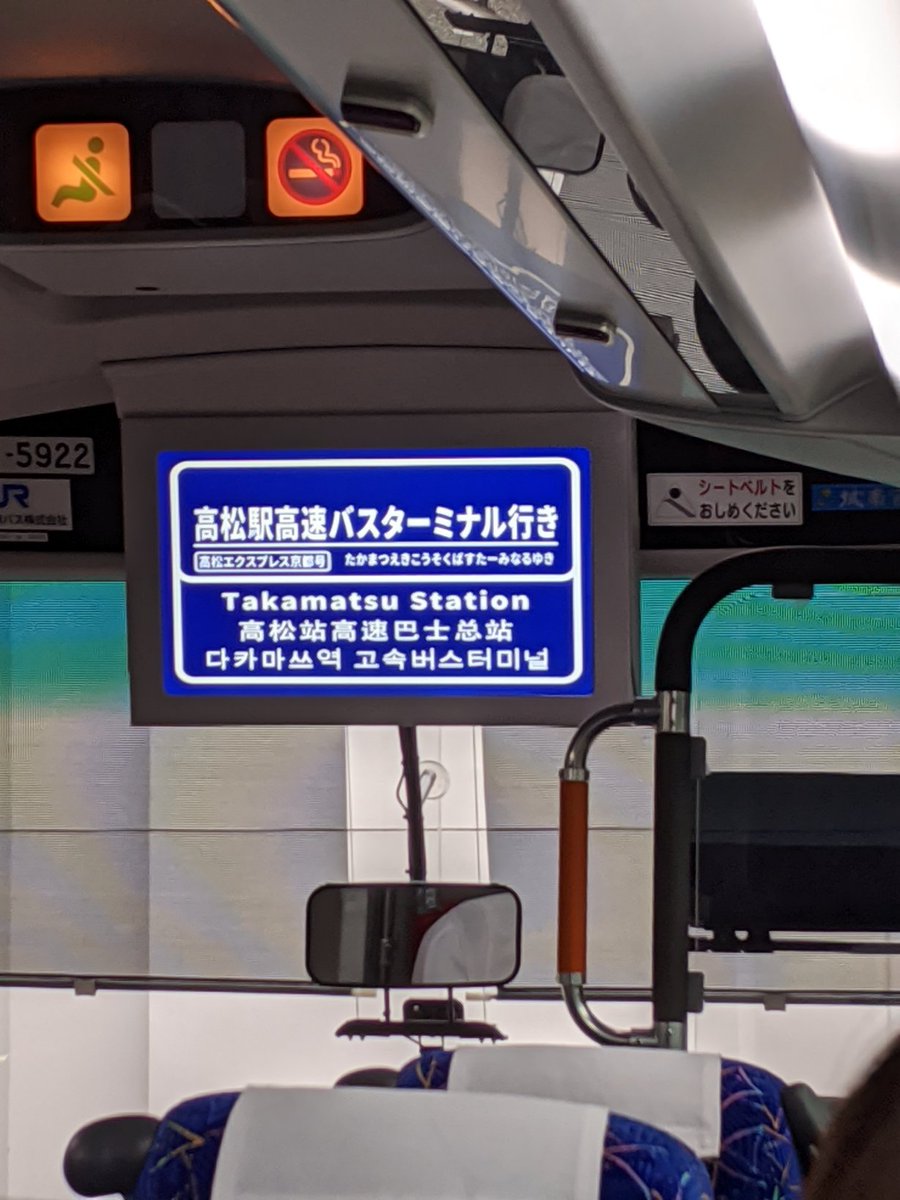 -5922
JR
バス株式会社
高松駅高速バスターミナル行き
高松エクスプレス京都号 たかまつえきこうそくばすたーみなるゆき
Takamatsu Station
高松站高速巴士总站
다카마쓰역 고속버스터미널
シートベルトを
おしめください